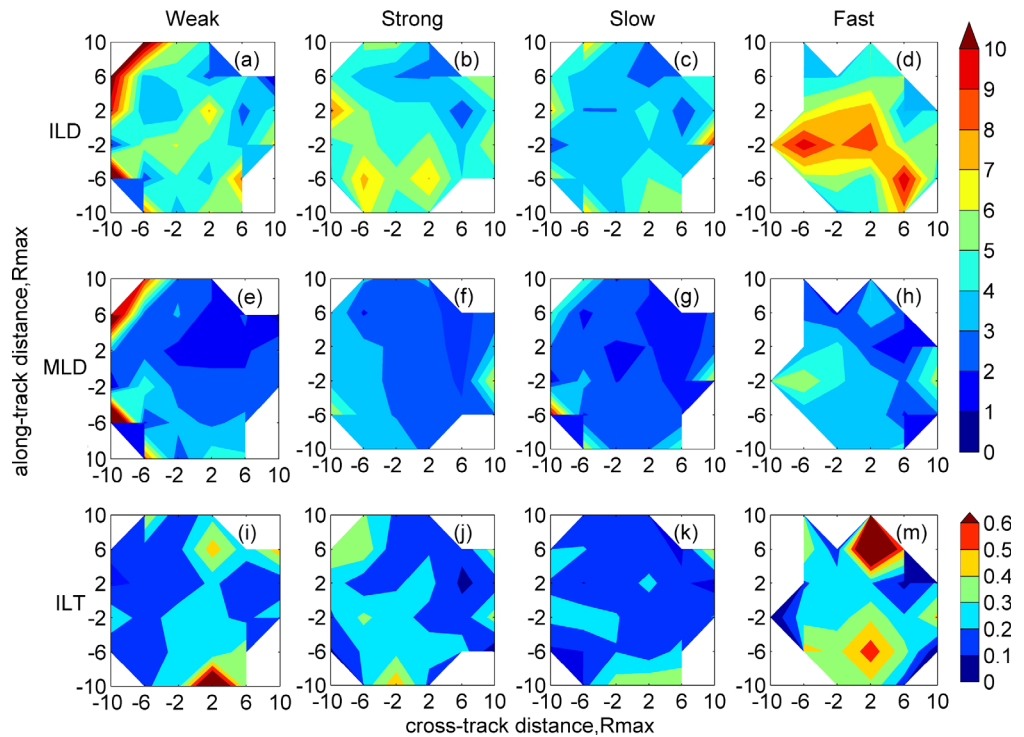 Weak Strong Slow Fast
10 (a) 10 (b) 10 (c) 10 (d) 10
6 6 6 6 9
2 2 2 2 8
ILD 7
-2 -2 -2 -2 6
-6 -6 -6 -6 5
-10 -10 -10 -10
-10 -6 -2 2 6 10 -10 -6 -2 2 6 10 -10 -6 -2 2 6 10 -10 -6 -2 2 6 10 4
10 (e) 10 (f) 10 (g) 10 (h) 3
6 6 6 6 2
2 2 2 2 1
MLD 0
-2 -2 -2 -2
-6 -6 -6 -6
10 -10 -10 -10
-10 -6 -2 2 6 10 -10 -6 -2 2 6 10 -10 -6 -2 2 6 10 -10 -6 -2 2 6 10
10 (i) 10 (j) 10 (k) 10 (m) 0.6
6 6 6 6 0.5
2 2 2 2 0.4
ILT 0.3
-2 -2 -2 -2 0.2
-6 -6 -6 -6 0.1
-10 -10 -10 -10 0
-10 -6 -2 2 6 10 -10 -6 -2 2 6 10 -10 -6 -2 2 6 10 -10 -6 -2 2 6 10
along-track distance,Rmax
cross-track distance,Rmax